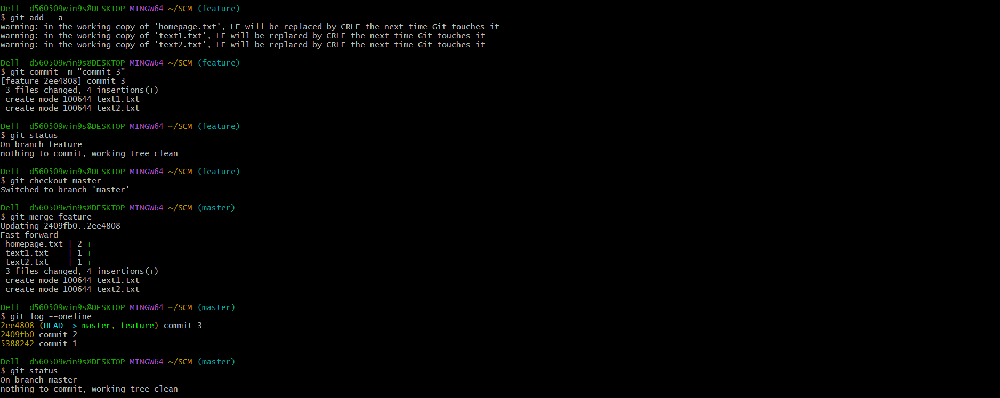 Dell  d560509win9s@DESKTOP MINGW64 ~/SCM (feature)
$ git add --a
warning: in the working copy of 'homepage.txt', LF will be replaced by CRLF the next time Git touches it
warning: in the working copy of 'text1.txt', LF will be replaced by CRLF the next time Git touches it
warning: in the working copy of 'text2.txt', LF will be replaced by CRLF the next time Git touches it

Dell  d560509win9s@DESKTOP MINGW64 ~/SCM (feature)
$ git commit -m "commit 3"
[feature 2ee4808] commit 3
 3 files changed, 4 insertions(+)
 create mode 100644 text1.txt
 create mode 100644 text2.txt

Dell  d560509win9s@DESKTOP MINGW64 ~/SCM (feature)
$ git status
On branch feature
nothing to commit, working tree clean

Dell  d560509win9s@DESKTOP MINGW64 ~/SCM (feature)
$ git checkout master
Switched to branch 'master'

Dell  d560509win9s@DESKTOP MINGW64 ~/SCM (master)
$ git merge feature
Updating 2409fb0..2ee4808
Fast-forward
 homepage.txt | 2 ++
 text1.txt    | 1 +
 text2.txt    | 1 +
 3 files changed, 4 insertions(+)
 create mode 100644 text1.txt
 create mode 100644 text2.txt

Dell  d560509win9s@DESKTOP MINGW64 ~/SCM (master)
$ git log --oneline
2ee4808 (HEAD -> master, feature) commit 3
2409fb0 commit 2
5388242 commit 1

Dell  d560509win9s@DESKTOP MINGW64 ~/SCM (master)
$ git status
On branch master
nothing to commit, working tree clean